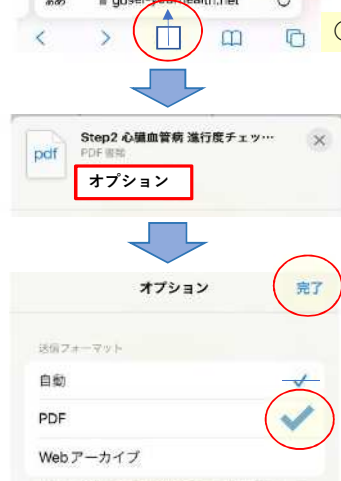 ああ
pdf
Step2 心臓血管病 進行度チェッ…
PDF書類
オプション
オプション
完了
送信フォーマット
自動
PDF
Webアーカイブ